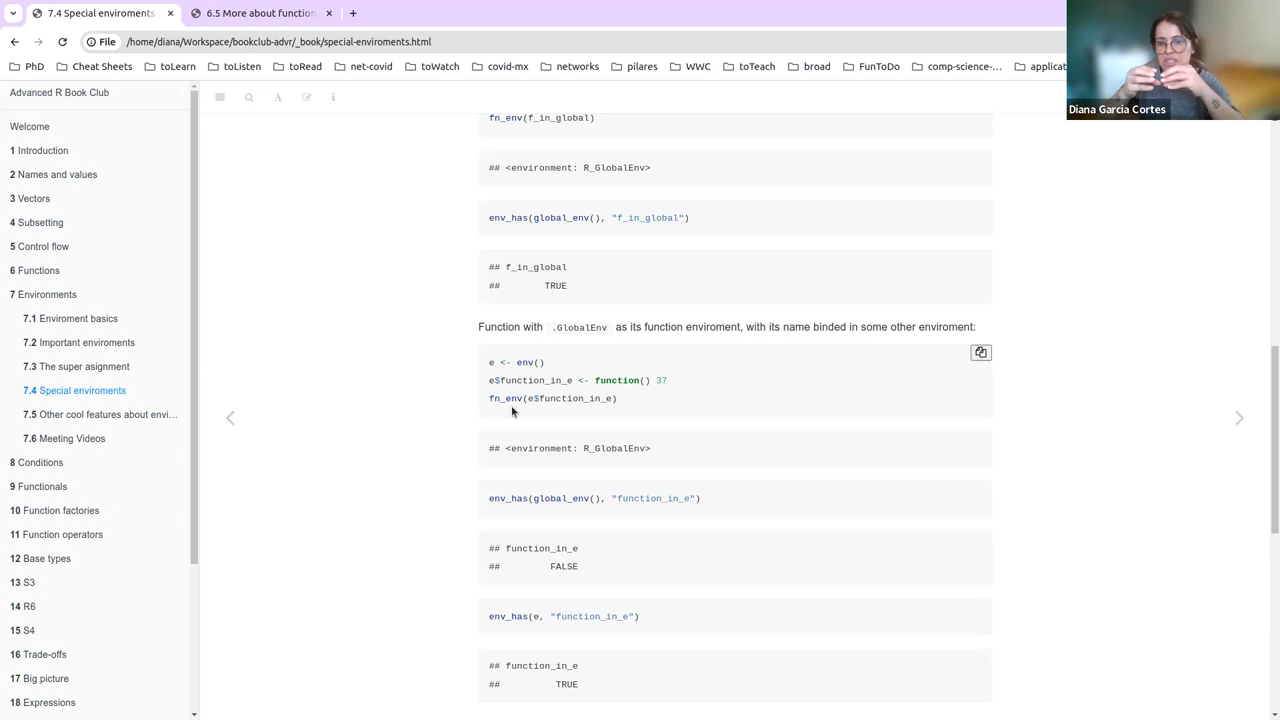 7.4 Special enviroments
6.5 More about function
File
/home/diana/Workspace/bookclub-advr/_book/special-enviroments.html
PhD
Cheat Sheets
toLearn
toListen
toRead
net-covid
toWatch
covid-mx
networks
pilares
WWC
toTeach
broad
FunToDo
comp-science-...
applicat
Diana Garcia Cortes
Advanced R Book Club
Welcome
1 Introduction
2 Names and values
3 Vectors
4 Subsetting
5 Control flow
6 Functions
7 Environments
7.1 Enviroment basics
7.2 Important enviroments
7.3 The super asignment
7.4 Special enviroments
7.5 Other cool features about envi...
7.6 Meeting Videos
8 Conditions
9 Functionals
10 Function factories
11 Function operators
12 Base types
13 S3
14 R6
15 S4
16 Trade-offs
17 Big picture
18 Expressions
fn_env(f_in_global)
## <environment: R_GlobalEnv>
env_has(global_env(), "f_in_global")
## f_in_global
##        TRUE
Function with .GlobalEnv as its function enviroment, with its name binded in some other enviroment:
e <- env()
e$function_in_e <- function() 37
fn_env(e$function_in_e)
## <environment: R_GlobalEnv>
env_has(global_env(), "function_in_e")
## function_in_e
##         FALSE
env_has(e, "function_in_e")
## function_in_e
##          TRUE